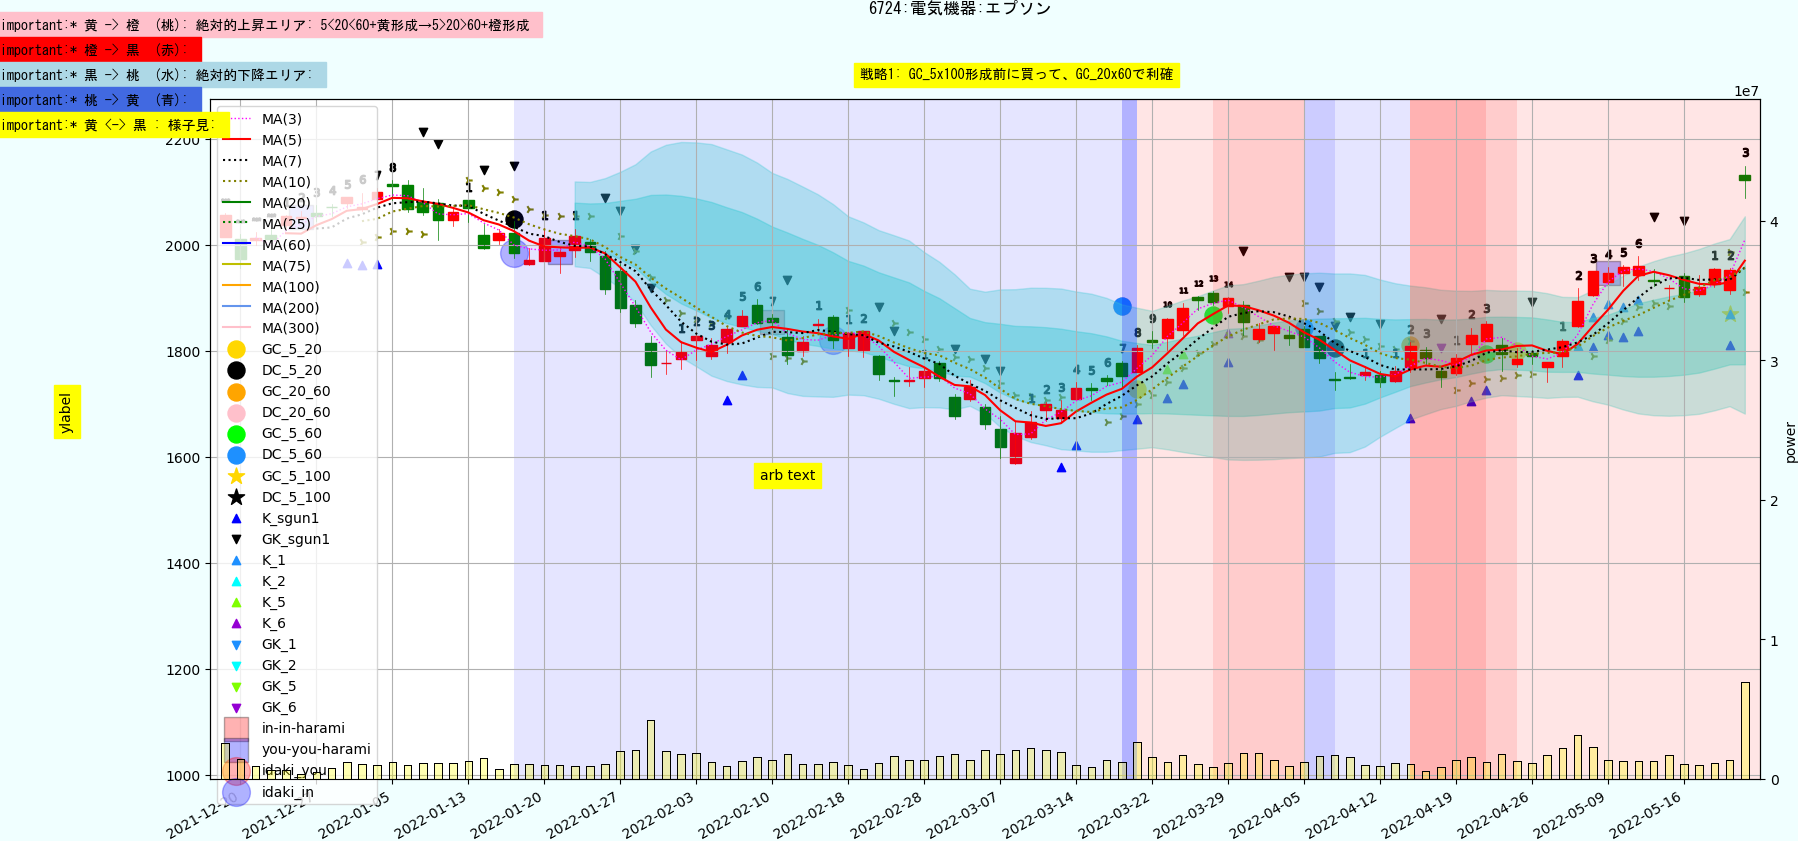 6724:電気機器:エプソン
important:* 黄 -> 橙 (桃): 絶対的上昇エリア: 5<20<60+黄形成→5>20>60+橙形成
important:* 橙 -> 黒 (赤):
important:* 黒 -> 桃 (水): 絶対的下降エリア:
戦略1: GC_5x100形成前に買って、GC_20x60で利確
important:* 桃 -> 黄 (青):
important:* 黄 <-> 黒 : 様子見:
1e7
MA(3)
MA(5)
MA(7)
MA(10)
MA(20)
MA(25)
MA(60)
MA(75)
MA(100)
MA(200)
MA(300)
GC_5_20
DC_5_20
GC_20_60
DC_20_60
GC_5_60
DC_5_60
GC_5_100
DC_5_100
K_sgun1
GK_sgun1
K_1
K_2
K_5
K_6
GK_1
GK_2
GK_5
GK_6
in-in-harami
you-you-harami
idaki_you
idaki_in
2200
2000
1800
1600
1400
1200
1000
ylabel
arb text
4
3
2
1
0
power
2022-01-05
2022-01-13
2022-01-20
2022-01-27
2022-02-03
2022-02-10
2022-02-18
2022-02-28
2022-03-07
2022-03-14
2022-03-22
2022-03-29
2022-04-05
2022-04-12
2022-04-19
2022-04-26
2022-05-09
2022-05-16